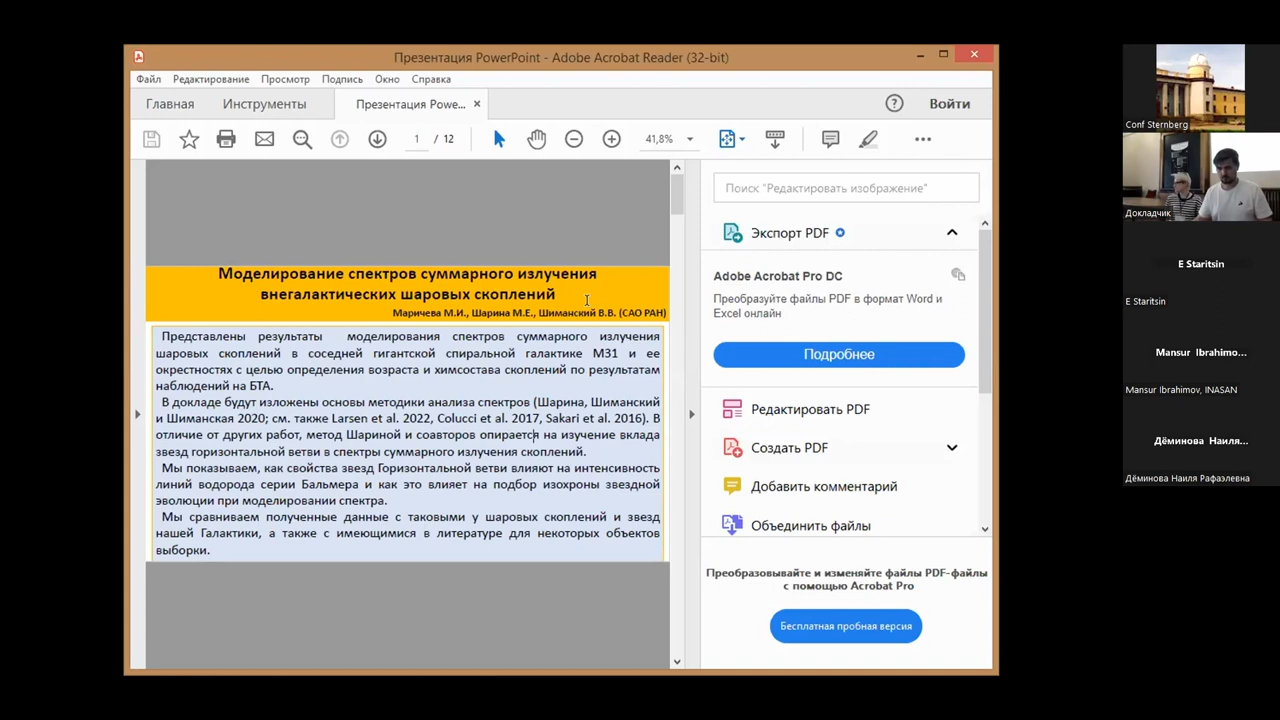 Презентация PowerPoint - Adobe Acrobat Reader (32-bit)
Файл Редактирование Просмотр Подпись Окно Справка
Главная Инструменты Презентация Powe... × Войти
1 / 12 41,8%
Моделирование спектров суммарного излучения
внегалактических шаровых скоплений
Маричева М.И., Шарина М.Е., Шиманский В.В. (САО РАН)
Представлены результаты моделирования спектров суммарного излучения
шаровых скоплений в соседней гигантской спиральной галактике М31 и ее
окрестностях с целью определения возраста и химсостава скоплений по результатам
наблюдений на БТА.
В докладе будут изложены основы методики анализа спектров (Шарина, Шиманский
и Шиманская 2020; см. также Larsen et al. 2022, Colucci et al. 2017, Sakari et al. 2016). В
отличие от других работ, метод Шариной и соавторов опирается на изучение вклада
звезд горизонтальной ветви в спектры суммарного излучения скоплений.
Мы показываем, как свойства звезд Горизонтальной ветви влияют на интенсивность
линий водорода серии Бальмера и как это влияет на подбор изохроны звездной
эволюции при моделировании спектра.
Мы сравниваем полученные данные с таковыми у шаровых скоплений и звезд
нашей Галактики, а также с имеющимися в литературе для некоторых объектов
выборки.
Поиск "Редактировать изображение"
Экспорт PDF
Adobe Acrobat Pro DC
Преобразуйте файлы PDF в формат Word и
Excel онлайн
Подробнее
Редактировать PDF
Создать PDF
Добавить комментарий
Объединить файлы
Преобразовывайте и изменяйте файлы PDF-файлы
с помощью Acrobat Pro
Бесплатная пробная версия
Conf Sternberg
Докладчик
E Staritsin
E Staritsin
Mansur Ibrahimo...
Mansur Ibrahimov, INASAN
Дёминова Наиля...
Дёминова Наиля Рафаэлевна